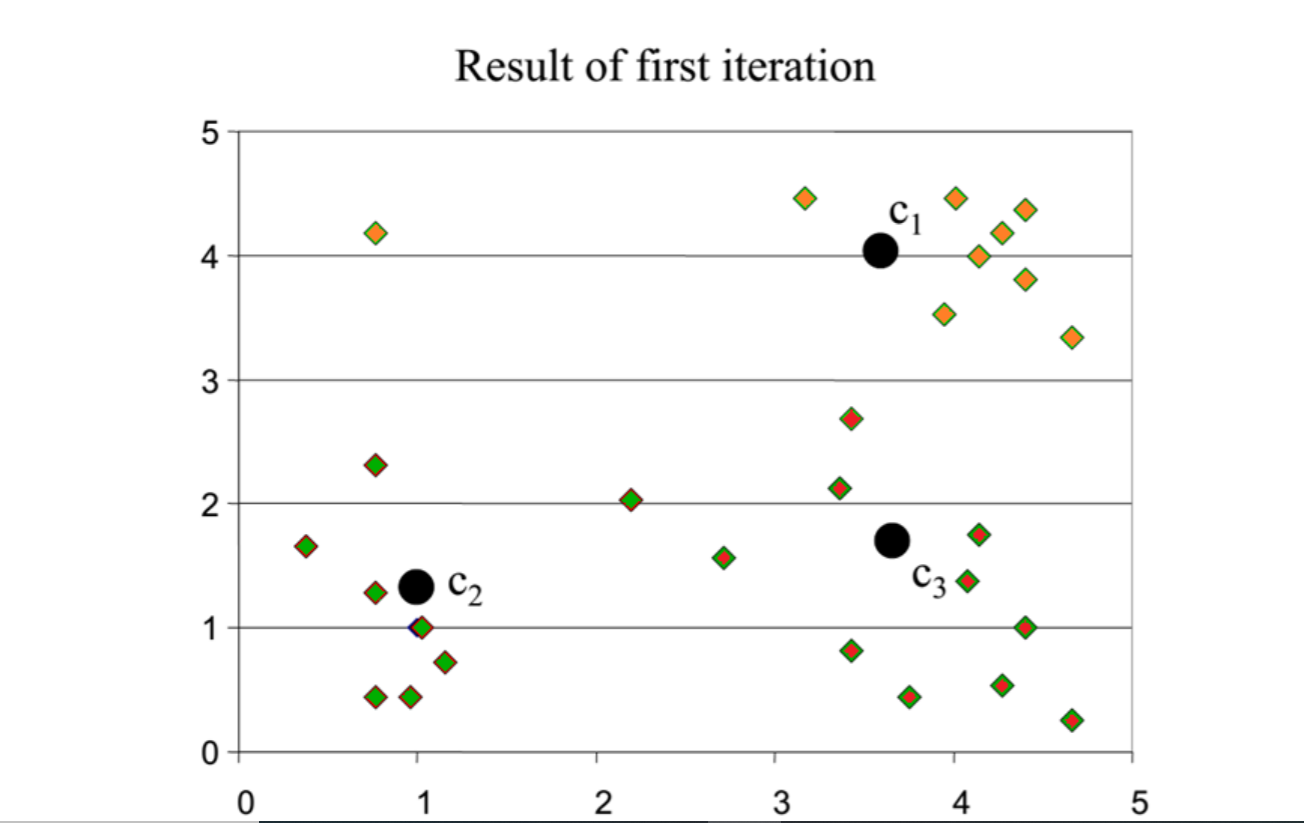 Result of first iteration
5
c₁
4
3
2
c₃
c₂
1
0
0 1 2 3 4 5